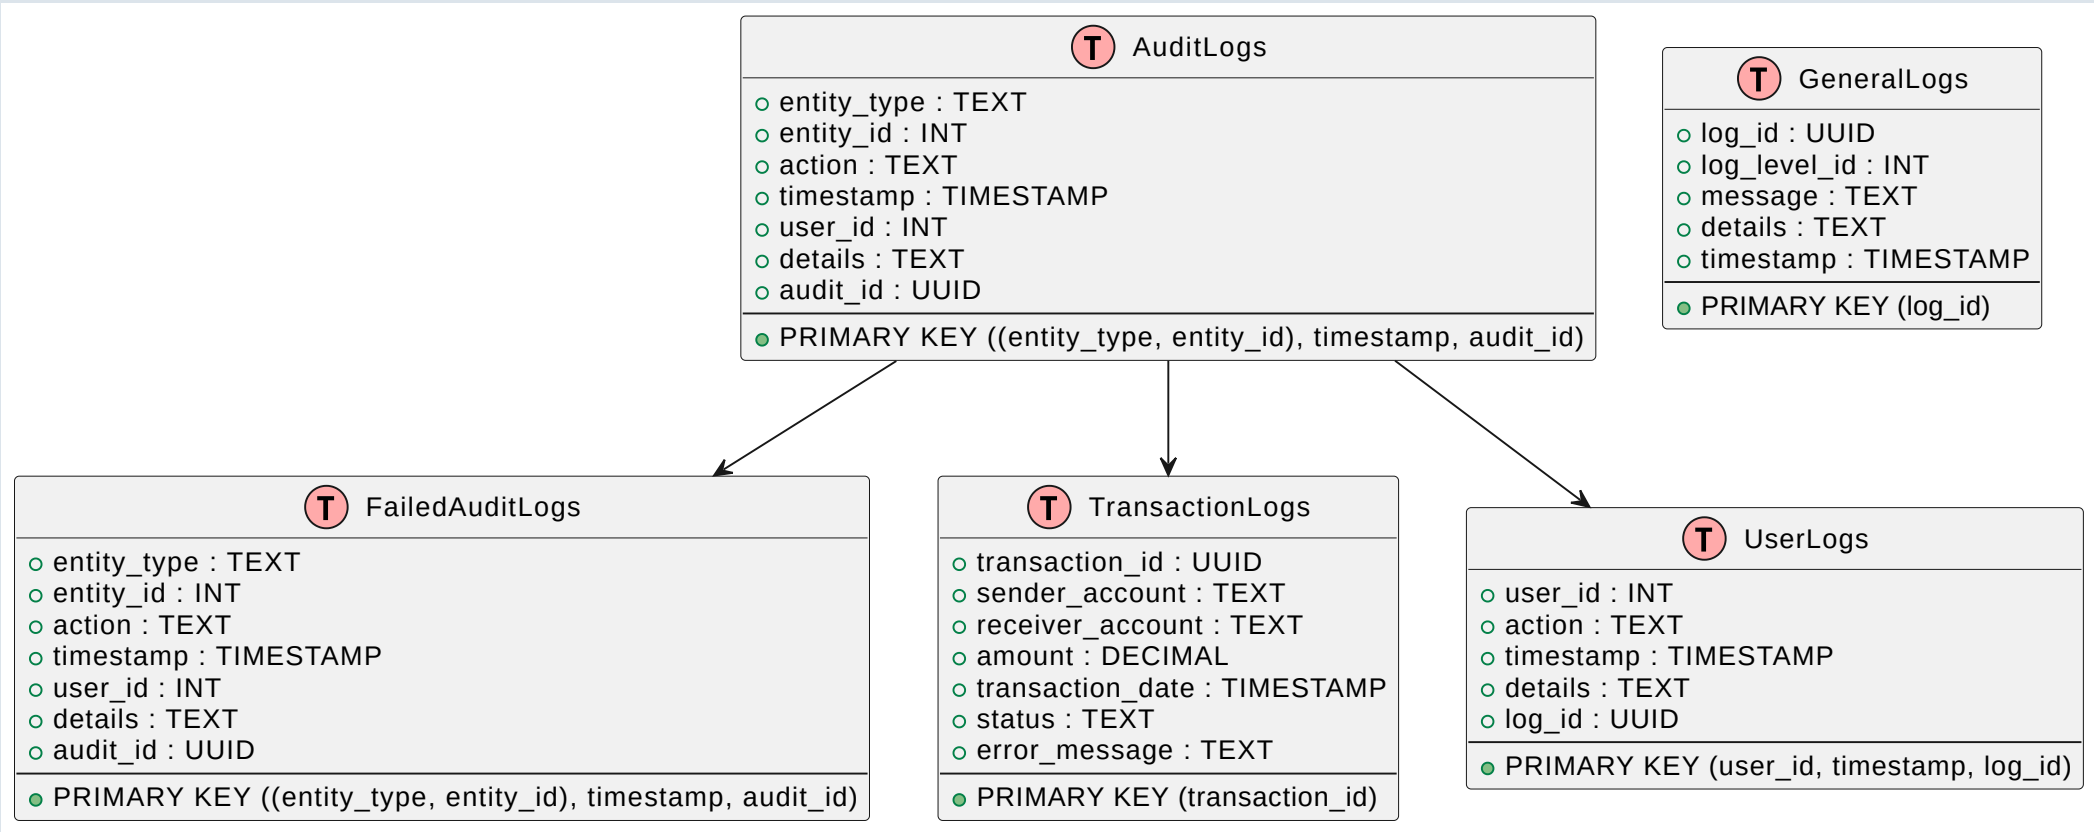 T AuditLogs
entity_type : TEXT
entity_id : INT
action : TEXT
timestamp : TIMESTAMP
user_id : INT
details : TEXT
audit_id : UUID
PRIMARY KEY ((entity_type, entity_id), timestamp, audit_id)
T GeneralLogs
log_id : UUID
log_level_id : INT
message : TEXT
details : TEXT
timestamp : TIMESTAMP
PRIMARY KEY (log_id)
T FailedAuditLogs
entity_type : TEXT
entity_id : INT
action : TEXT
timestamp : TIMESTAMP
user_id : INT
details : TEXT
audit_id : UUID
PRIMARY KEY ((entity_type, entity_id), timestamp, audit_id)
T TransactionLogs
transaction_id : UUID
sender_account : TEXT
receiver_account : TEXT
amount : DECIMAL
transaction_date : TIMESTAMP
status : TEXT
error_message : TEXT
PRIMARY KEY (transaction_id)
T UserLogs
user_id : INT
action : TEXT
timestamp : TIMESTAMP
details : TEXT
log_id : UUID
PRIMARY KEY (user_id, timestamp, log_id)